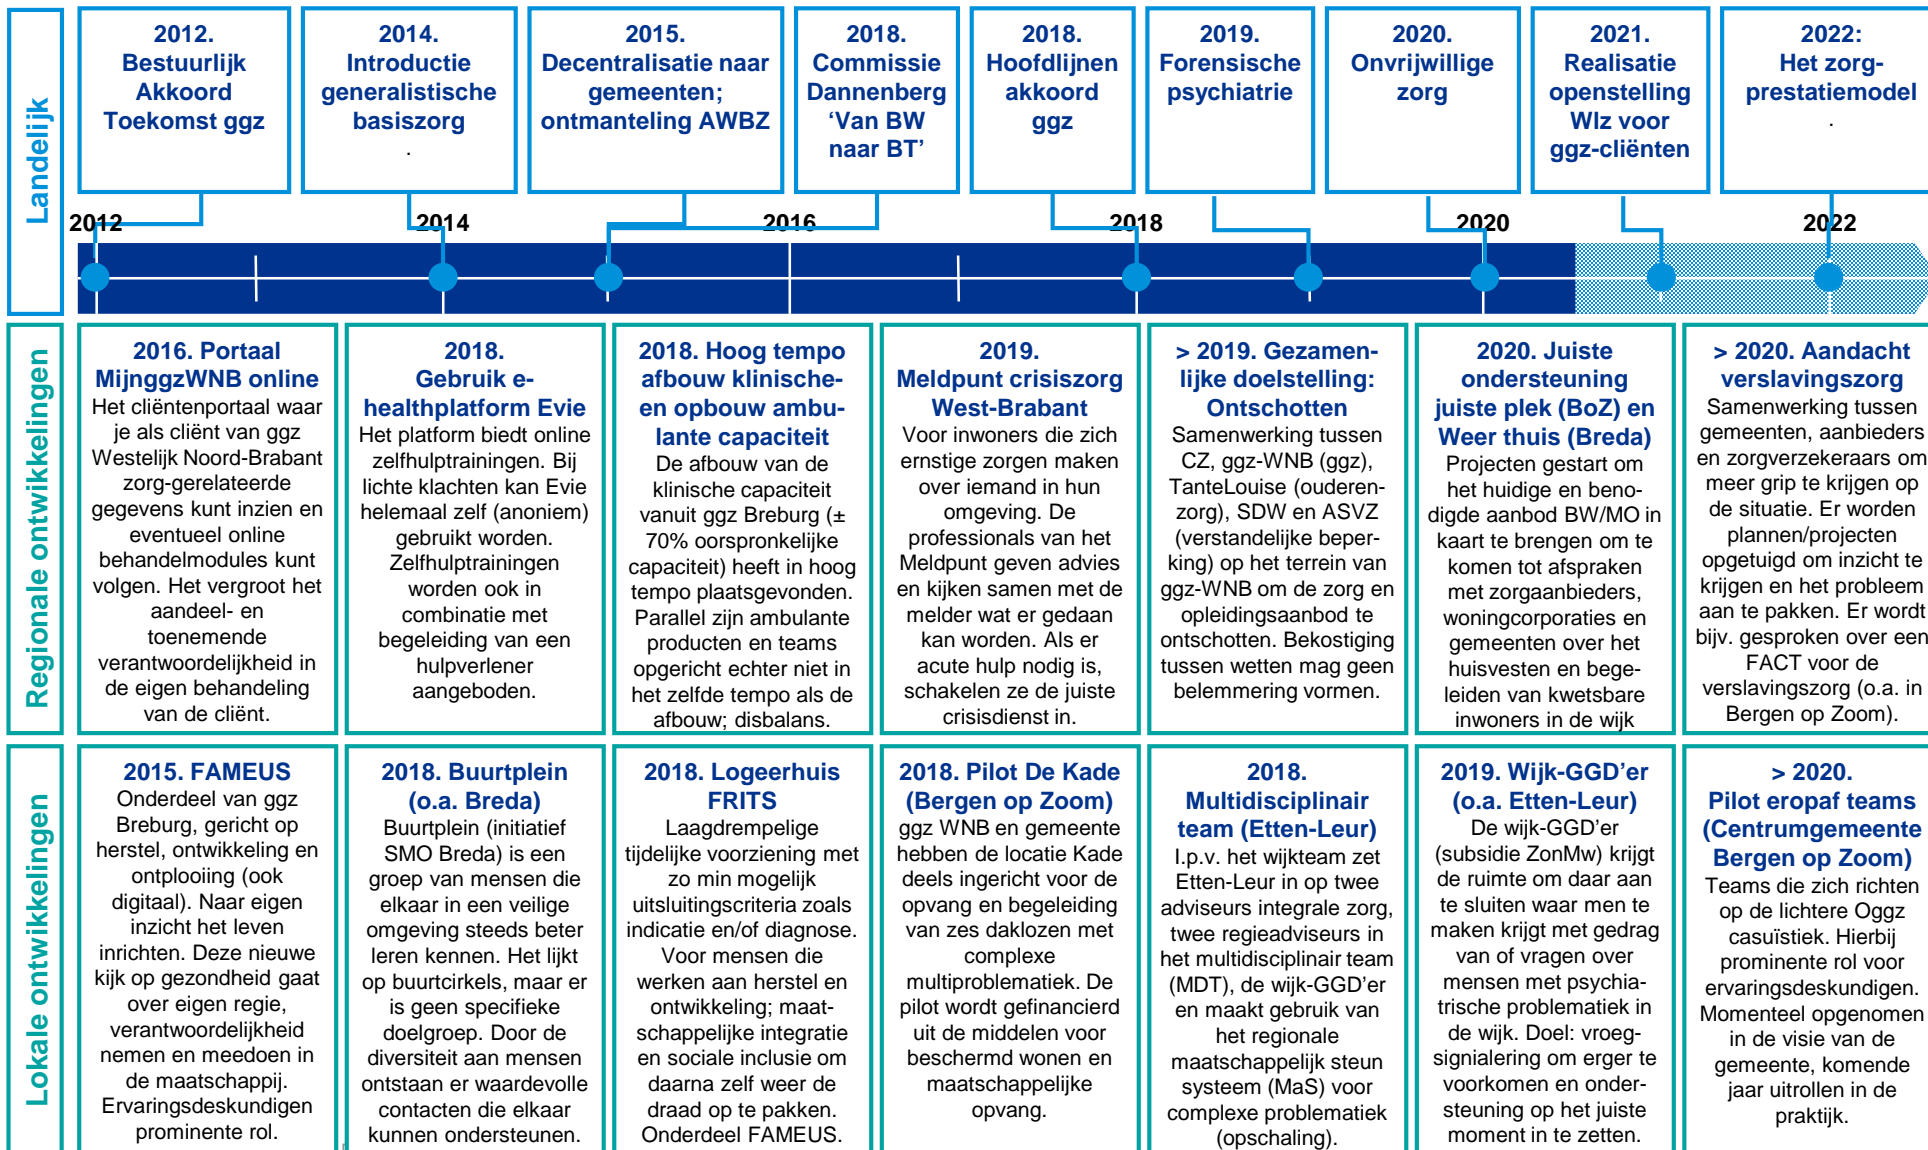 Landelijk
2012.
Bestuurlijk
Akkoord
Toekomst ggz
2014.
Introductie
generalistische
basiszorg
.
2015.
Decentralisatie naar
gemeenten;
ontmanteling AWBZ
2018.
Commissie
Dannenberg
‘Van BW
naar BT’
2018.
Hoofdlijnen
akkoord
ggz
2019.
Forensische
psychiatrie
2020.
Onvrijwillige
zorg
2021.
Realisatie
openstelling
Wlz voor
ggz-cliënten
2022:
Het zorg-
prestatiemodel
.
2012
2014
2016
2018
2020
2022
Regionale ontwikkelingen
2016. Portaal
MijnggzWNB online
Het cliëntenportaal waar
je als cliënt van ggz
Westelijk Noord-Brabant
zorg-gerelateerde
gegevens kunt inzien en
eventueel online
behandelmodules kunt
volgen. Het vergroot het
aandeel- en
toenemende
verantwoordelijkheid in
de eigen behandeling
van de cliënt.
2018.
Gebruik e-
healthplatform Evie
Het platform biedt online
zelfhulptrainingen. Bij
lichte klachten kan Evie
helemaal zelf (anoniem)
gebruikt worden.
Zelfhulptrainingen
worden ook in
combinatie met
begeleiding van een
hulpverlener
aangeboden.
2018. Hoog tempo
afbouw klinische-
en opbouw ambu-
lante capaciteit
De afbouw van de
klinische capaciteit
vanuit ggz Breburg (±
70% oorspronkelijke
capaciteit) heeft in hoog
tempo plaatsgevonden.
Parallel zijn ambulante
producten en teams
opgericht echter niet in
het zelfde tempo als de
afbouw; disbalans.
2019.
Meldpunt crisiszorg
West-Brabant
Voor inwoners die zich
ernstige zorgen maken
over iemand in hun
omgeving. De
professionals van het
Meldpunt geven advies
en kijken samen met de
melder wat er gedaan
kan worden. Als er
acute hulp nodig is,
schakelen ze de juiste
crisisdienst in.
> 2019. Gezamen-
lijke doelstelling:
Ontschotten
Samenwerking tussen
CZ, ggz-WNB (ggz),
TanteLouise (ouderen-
zorg), SDW en ASVZ
(verstandelijke beper-
king) op het terrein van
ggz-WNB om de zorg en
opleidingsaanbod te
ontschotten. Bekostiging
tussen wetten mag geen
belemmering vormen.
2020. Juiste
ondersteuning
juiste plek (BoZ) en
Weer thuis (Breda)
Projecten gestart om
het huidige en beno-
digde aanbod BW/MO in
kaart te brengen om te
komen tot afspraken
met zorgaanbieders,
woningcorporaties en
gemeenten over het
huisvesten en bege-
leiden van kwetsbare
inwoners in de wijk
> 2020. Aandacht
verslavingszorg
Samenwerking tussen
gemeenten, aanbieders
en zorgverzekeraars om
meer grip te krijgen op
de situatie. Er worden
plannen/projecten
opgetuigd om inzicht te
krijgen en het probleem
aan te pakken. Er wordt
bijv. gesproken over een
FACT voor de
verslavingszorg (o.a. in
Bergen op Zoom).
Lokale ontwikkelingen
2015. FAMEUS
Onderdeel van ggz
Breburg, gericht op
herstel, ontwikkeling en
ontplooiing (ook
digitaal). Naar eigen
inzicht het leven
inrichten. Deze nieuwe
kijk op gezondheid gaat
over eigen regie,
verantwoordelijkheid
nemen en meedoen in
de maatschappij.
Ervaringsdeskundigen
prominente rol.
2018. Buurtplein
(o.a. Breda)
Buurtplein (initiatief
SMO Breda) is een
groep van mensen die
elkaar in een veilige
omgeving steeds beter
leren kennen. Het lijkt
op buurtcirkels, maar er
is geen specifieke
doelgroep. Door de
diversiteit aan mensen
ontstaan er waardevolle
contacten die elkaar
kunnen ondersteunen.
2018. Logeerhuis
FRITS
Laagdrempelige
tijdelijke voorziening met
zo min mogelijk
uitsluitingscriteria zoals
indicatie en/of diagnose.
Voor mensen die
werken aan herstel en
ontwikkeling; maat-
schappelijke integratie
en sociale inclusie om
daarna zelf weer de
draad op te pakken.
Onderdeel FAMEUS.
2018. Pilot De Kade
(Bergen op Zoom)
ggz WNB en gemeente
hebben de locatie Kade
deels ingericht voor de
opvang en begeleiding
van zes daklozen met
complexe
multiproblematiek. De
pilot wordt gefinancierd
uit de middelen voor
beschermd wonen en
maatschappelijke
opvang.
2018.
Multidisciplinair
team (Etten-Leur)
I.p.v. het wijkteam zet
Etten-Leur in op twee
adviseurs integrale zorg,
twee regieadviseurs in
het multidisciplinair team
(MDT), de wijk-GGD’er
en maakt gebruik van
het regionale
maatschappelijk steun
systeem (MaS) voor
complexe problematiek
(opschaling).
2019. Wijk-GGD’er
(o.a. Etten-Leur)
De wijk-GGD’er
(subsidie ZonMw) krijgt
de ruimte om daar aan
te sluiten waar men te
maken krijgt met gedrag
van of vragen over
mensen met psychia-
trische problematiek in
de wijk. Doel: vroeg-
signialering om erger te
voorkomen en onder-
steuning op het juiste
moment in te zetten.
> 2020.
Pilot eropaf teams
(Centrumgemeente
Bergen op Zoom)
Teams die zich richten
op de lichtere Oggz
casuïstiek. Hierbij
prominente rol voor
ervaringsdeskundigen.
Momenteel opgenomen
in de visie van de
gemeente, komende
jaar uitrollen in de
praktijk.